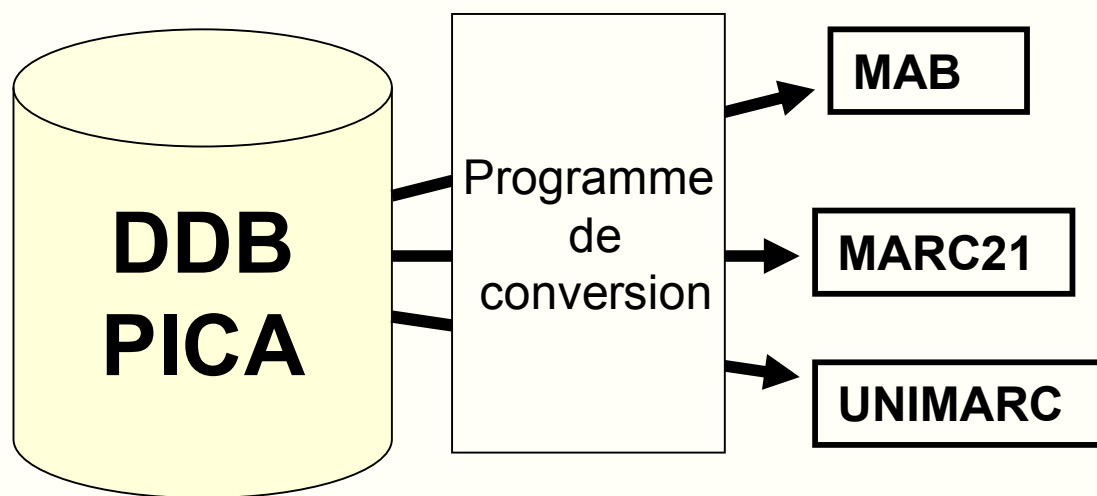 DDB
PICA
Programme
de
conversion
MAB
MARC21
UNIMARC